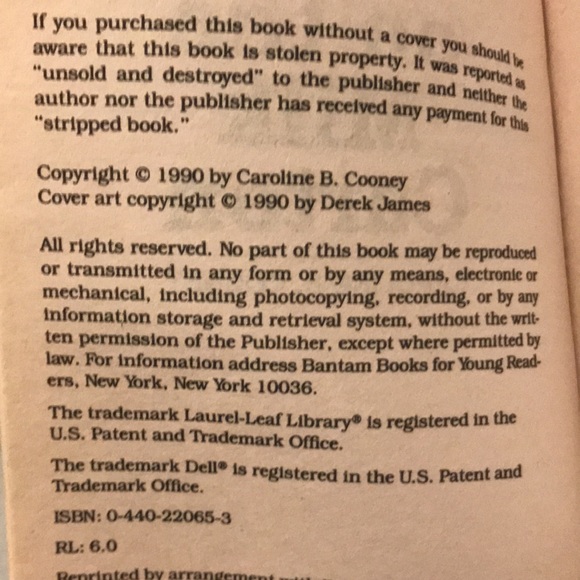 If you purchased this book without a cover you should be
aware that this book is stolen property. It was reported as
"unsold and destroyed" to the publisher and neither the
author nor the publisher has received any payment for this
"stripped book."
Copyright © 1990 by Caroline B. Cooney
Cover art copyright © 1990 by Derek James
All rights reserved. No part of this book may be reproduced
or transmitted in any form or by any means, electronic or
mechanical, including photocopying, recording, or by any
information storage and retrieval system, without the writ-
ten permission of the Publisher, except where permitted by
law. For information address Bantam Books for Young Read-
ers, New York, New York 10036.
The trademark Laurel-Leaf Library® is registered in the
U.S. Patent and Trademark Office.
The trademark Dell® is registered in the U.S. Patent and
Trademark Office.
ISBN: 0-440-22065-3
RL: 6.0
Reprinted by arrangement